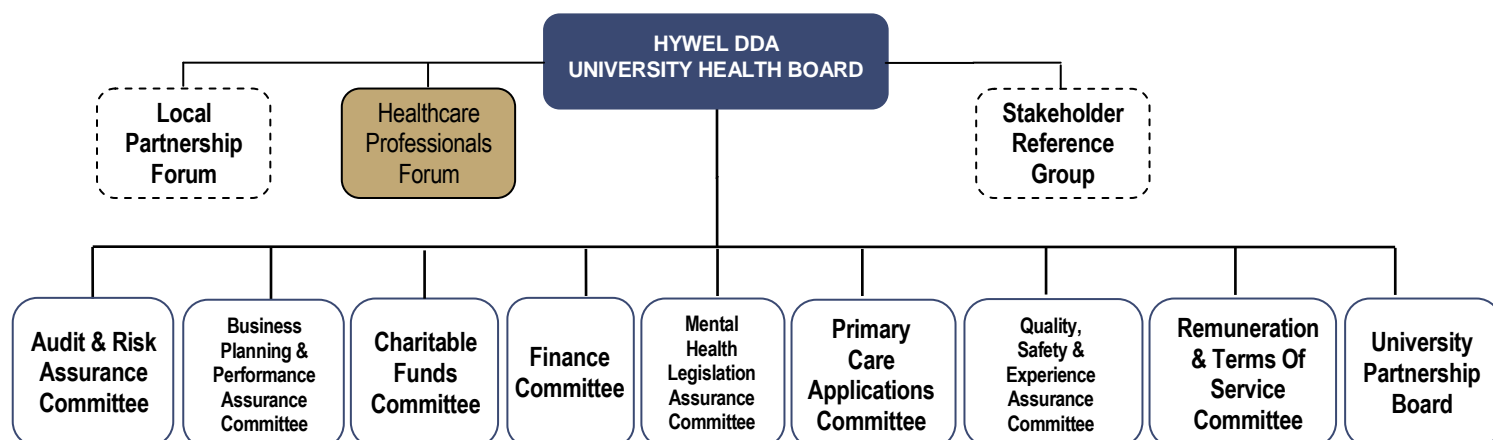 HYWEL DDA
UNIVERSITY HEALTH BOARD
Local
Partnership
Forum
Healthcare
Professionals
Forum
Stakeholder
Reference
Group
Audit & Risk
Assurance
Committee
Business
Planning &
Performance
Assurance
Committee
Charitable
Funds
Committee
Finance
Committee
Mental
Health
Legislation
Assurance
Committee
Primary
Care
Applications
Committee
Quality,
Safety &
Experience
Assurance
Committee
Remuneration
& Terms Of
Service
Committee
University
Partnership
Board